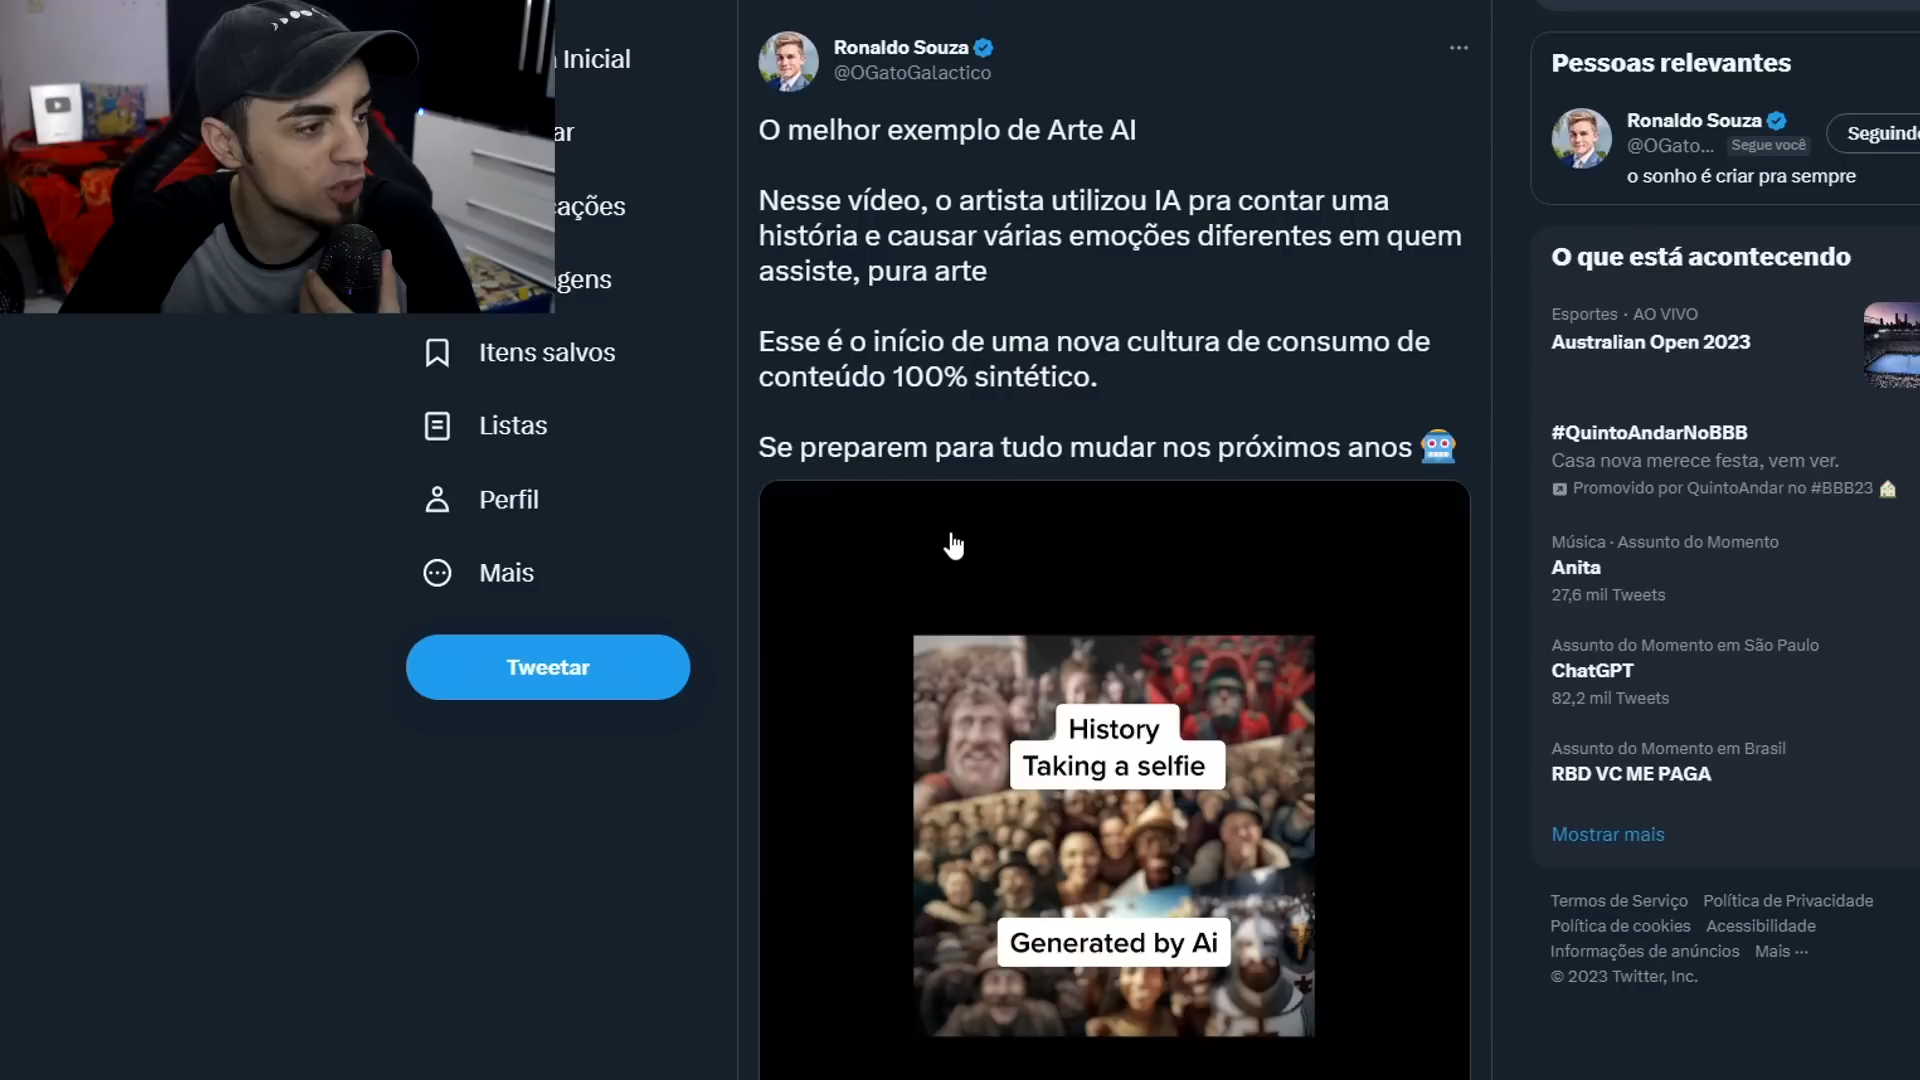 Inicial
ar
cações
gens
Itens salvos
Listas
Perfil
Mais
Tweetar
Ronaldo Souza
@OGatoGalactico
O melhor exemplo de Arte AI
Nesse vídeo, o artista utilizou IA pra contar uma
história e causar várias emoções diferentes em quem
assiste, pura arte
Esse é o início de uma nova cultura de consumo de
conteúdo 100% sintético.
Se preparem para tudo mudar nos próximos anos 🤖
History
Taking a selfie
Generated by Ai
Pessoas relevantes
Ronaldo Souza
@OGato... Segue você
Seguindo
o sonho é criar pra sempre
O que está acontecendo
Esportes · AO VIVO
Australian Open 2023
#QuintoAndarNoBBB
Casa nova merece festa, vem ver.
Promovido por QuintoAndar no #BBB23
Música · Assunto do Momento
Anita
27,6 mil Tweets
Assunto do Momento em São Paulo
ChatGPT
82,2 mil Tweets
Assunto do Momento em Brasil
RBD VC ME PAGA
Mostrar mais
Termos de Serviço Política de Privacidade
Política de cookies Acessibilidade
Informações de anúncios Mais ···
© 2023 Twitter, Inc.